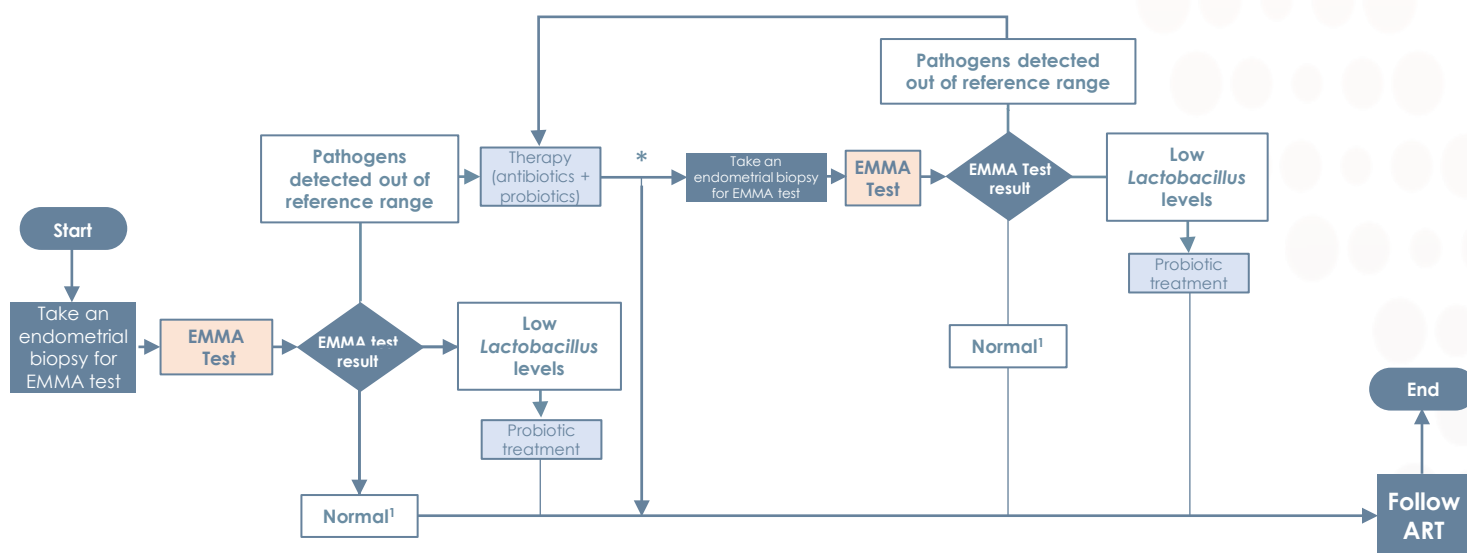 Start
Take an
endometrial
biopsy for
EMMA test
EMMA
Test
EMMA test
result
Pathogens
detected out of
reference range
Low
Lactobacillus
levels
Probiotic
treatment
Normal¹
Therapy
(antibiotics +
probiotics)
*
Take an
endometrial biopsy
for EMMA test
EMMA
Test
EMMA Test
result
Pathogens detected
out of reference range
Low
Lactobacillus
levels
Probiotic
treatment
Normal¹
Follow
ART
End